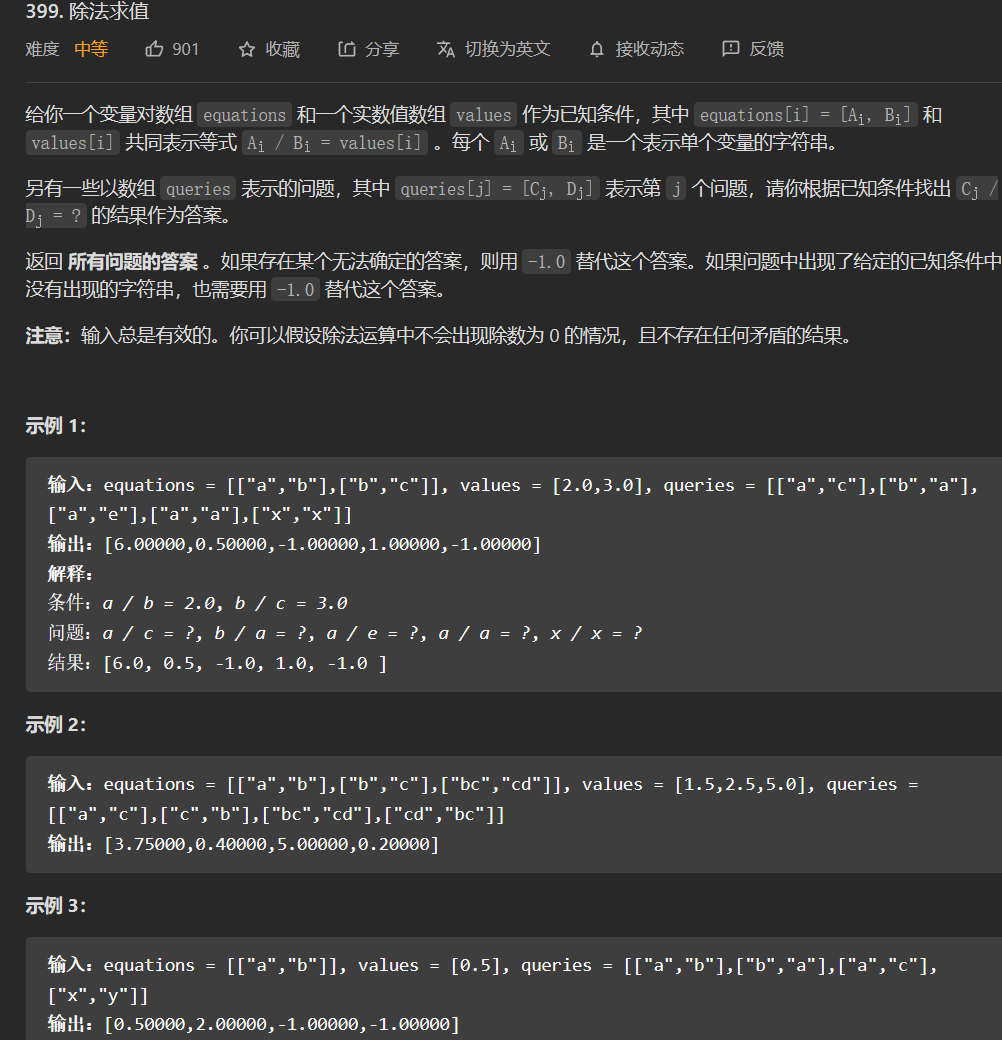 399. 除法求值
难度 中等 901 收藏 分享 切换为英文 接收动态 反馈
给你一个变量对数组 equations 和一个实数值数组 values 作为已知条件，其中 equations[i] = [Ai, Bi] 和
values[i] 共同表示等式 Ai / Bi = values[i] 。每个 Ai 或 Bi 是一个表示单个变量的字符串。
另有一些以数组 queries 表示的问题，其中 queries[j] = [Cj, Dj] 表示第 j 个问题，请你根据已知条件找出 Cj /
Dj = ? 的结果作为答案。
返回 所有问题的答案 。如果存在某个无法确定的答案，则用 -1.0 替代这个答案。如果问题中出现了给定的已知条件中
没有出现的字符串，也需要用 -1.0 替代这个答案。
注意：输入总是有效的。你可以假设除法运算中不会出现除数为 0 的情况，且不存在任何矛盾的结果。
示例 1：
输入：equations = [["a","b"],["b","c"]], values = [2.0,3.0], queries = [["a","c"],["b","a"],
["a","e"],["a","a"],["x","x"]]
输出：[6.00000,0.50000,-1.00000,1.00000,-1.00000]
解释：
条件：a / b = 2.0, b / c = 3.0
问题：a / c = ?, b / a = ?, a / e = ?, a / a = ?, x / x = ?
结果：[6.0, 0.5, -1.0, 1.0, -1.0 ]
示例 2：
输入：equations = [["a","b"],["b","c"],["bc","cd"]], values = [1.5,2.5,5.0], queries =
[["a","c"],["c","b"],["bc","cd"],["cd","bc"]]
输出：[3.75000,0.40000,5.00000,0.20000]
示例 3：
输入：equations = [["a","b"]], values = [0.5], queries = [["a","b"],["b","a"],["a","c"],
["x","y"]]
输出：[0.50000,2.00000,-1.00000,-1.00000]